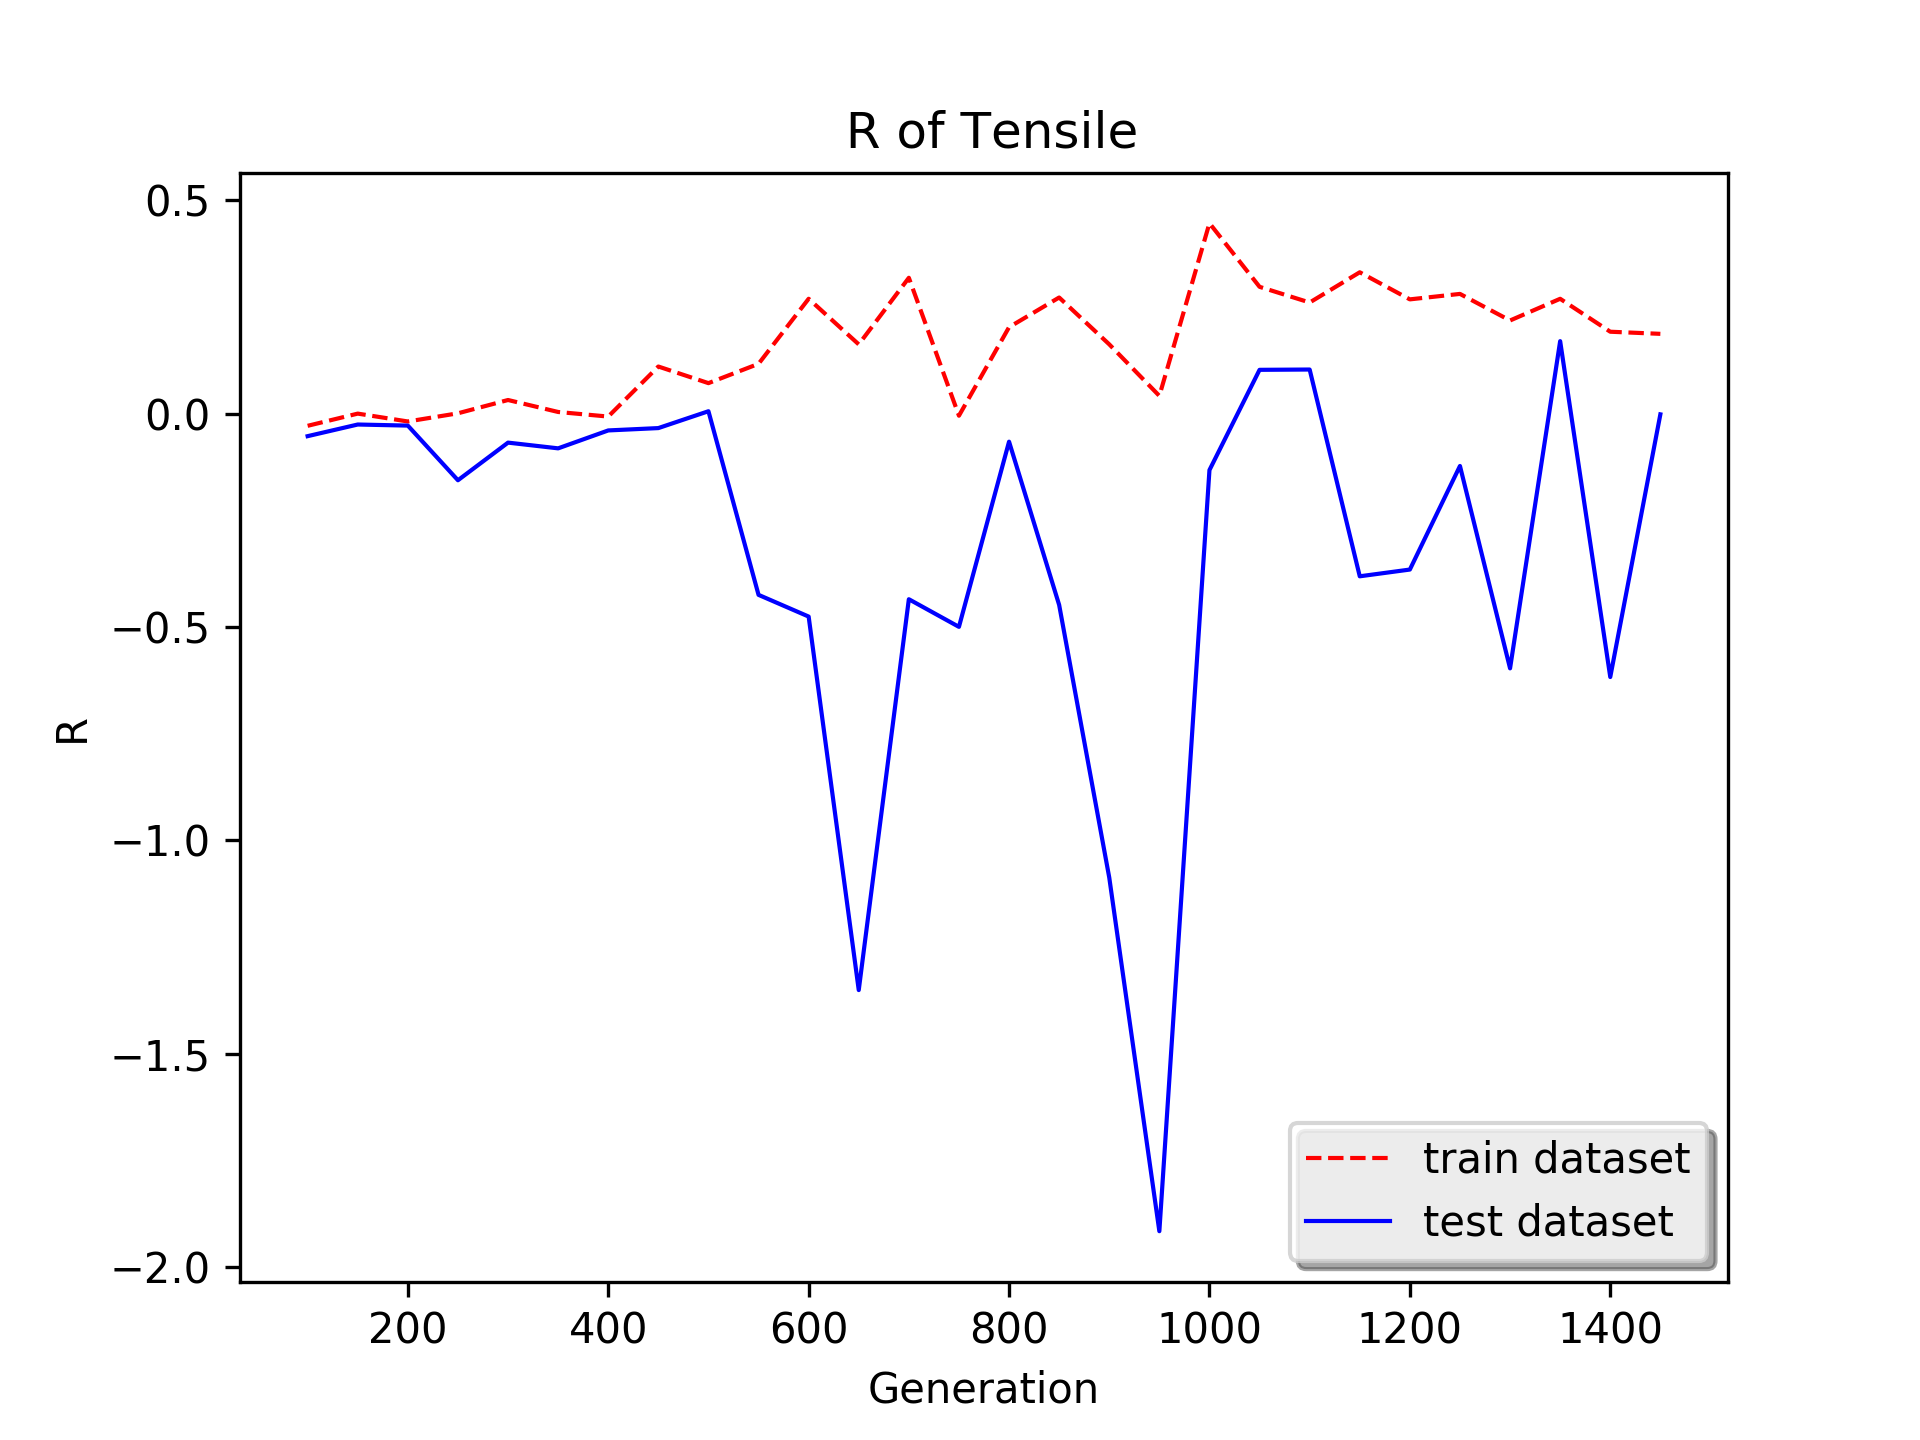 R of Tensile
0.5
0.0
−0.5
−1.0
−1.5
−2.0
R
200 400 600 800 1000 1200 1400
Generation
train dataset
test dataset